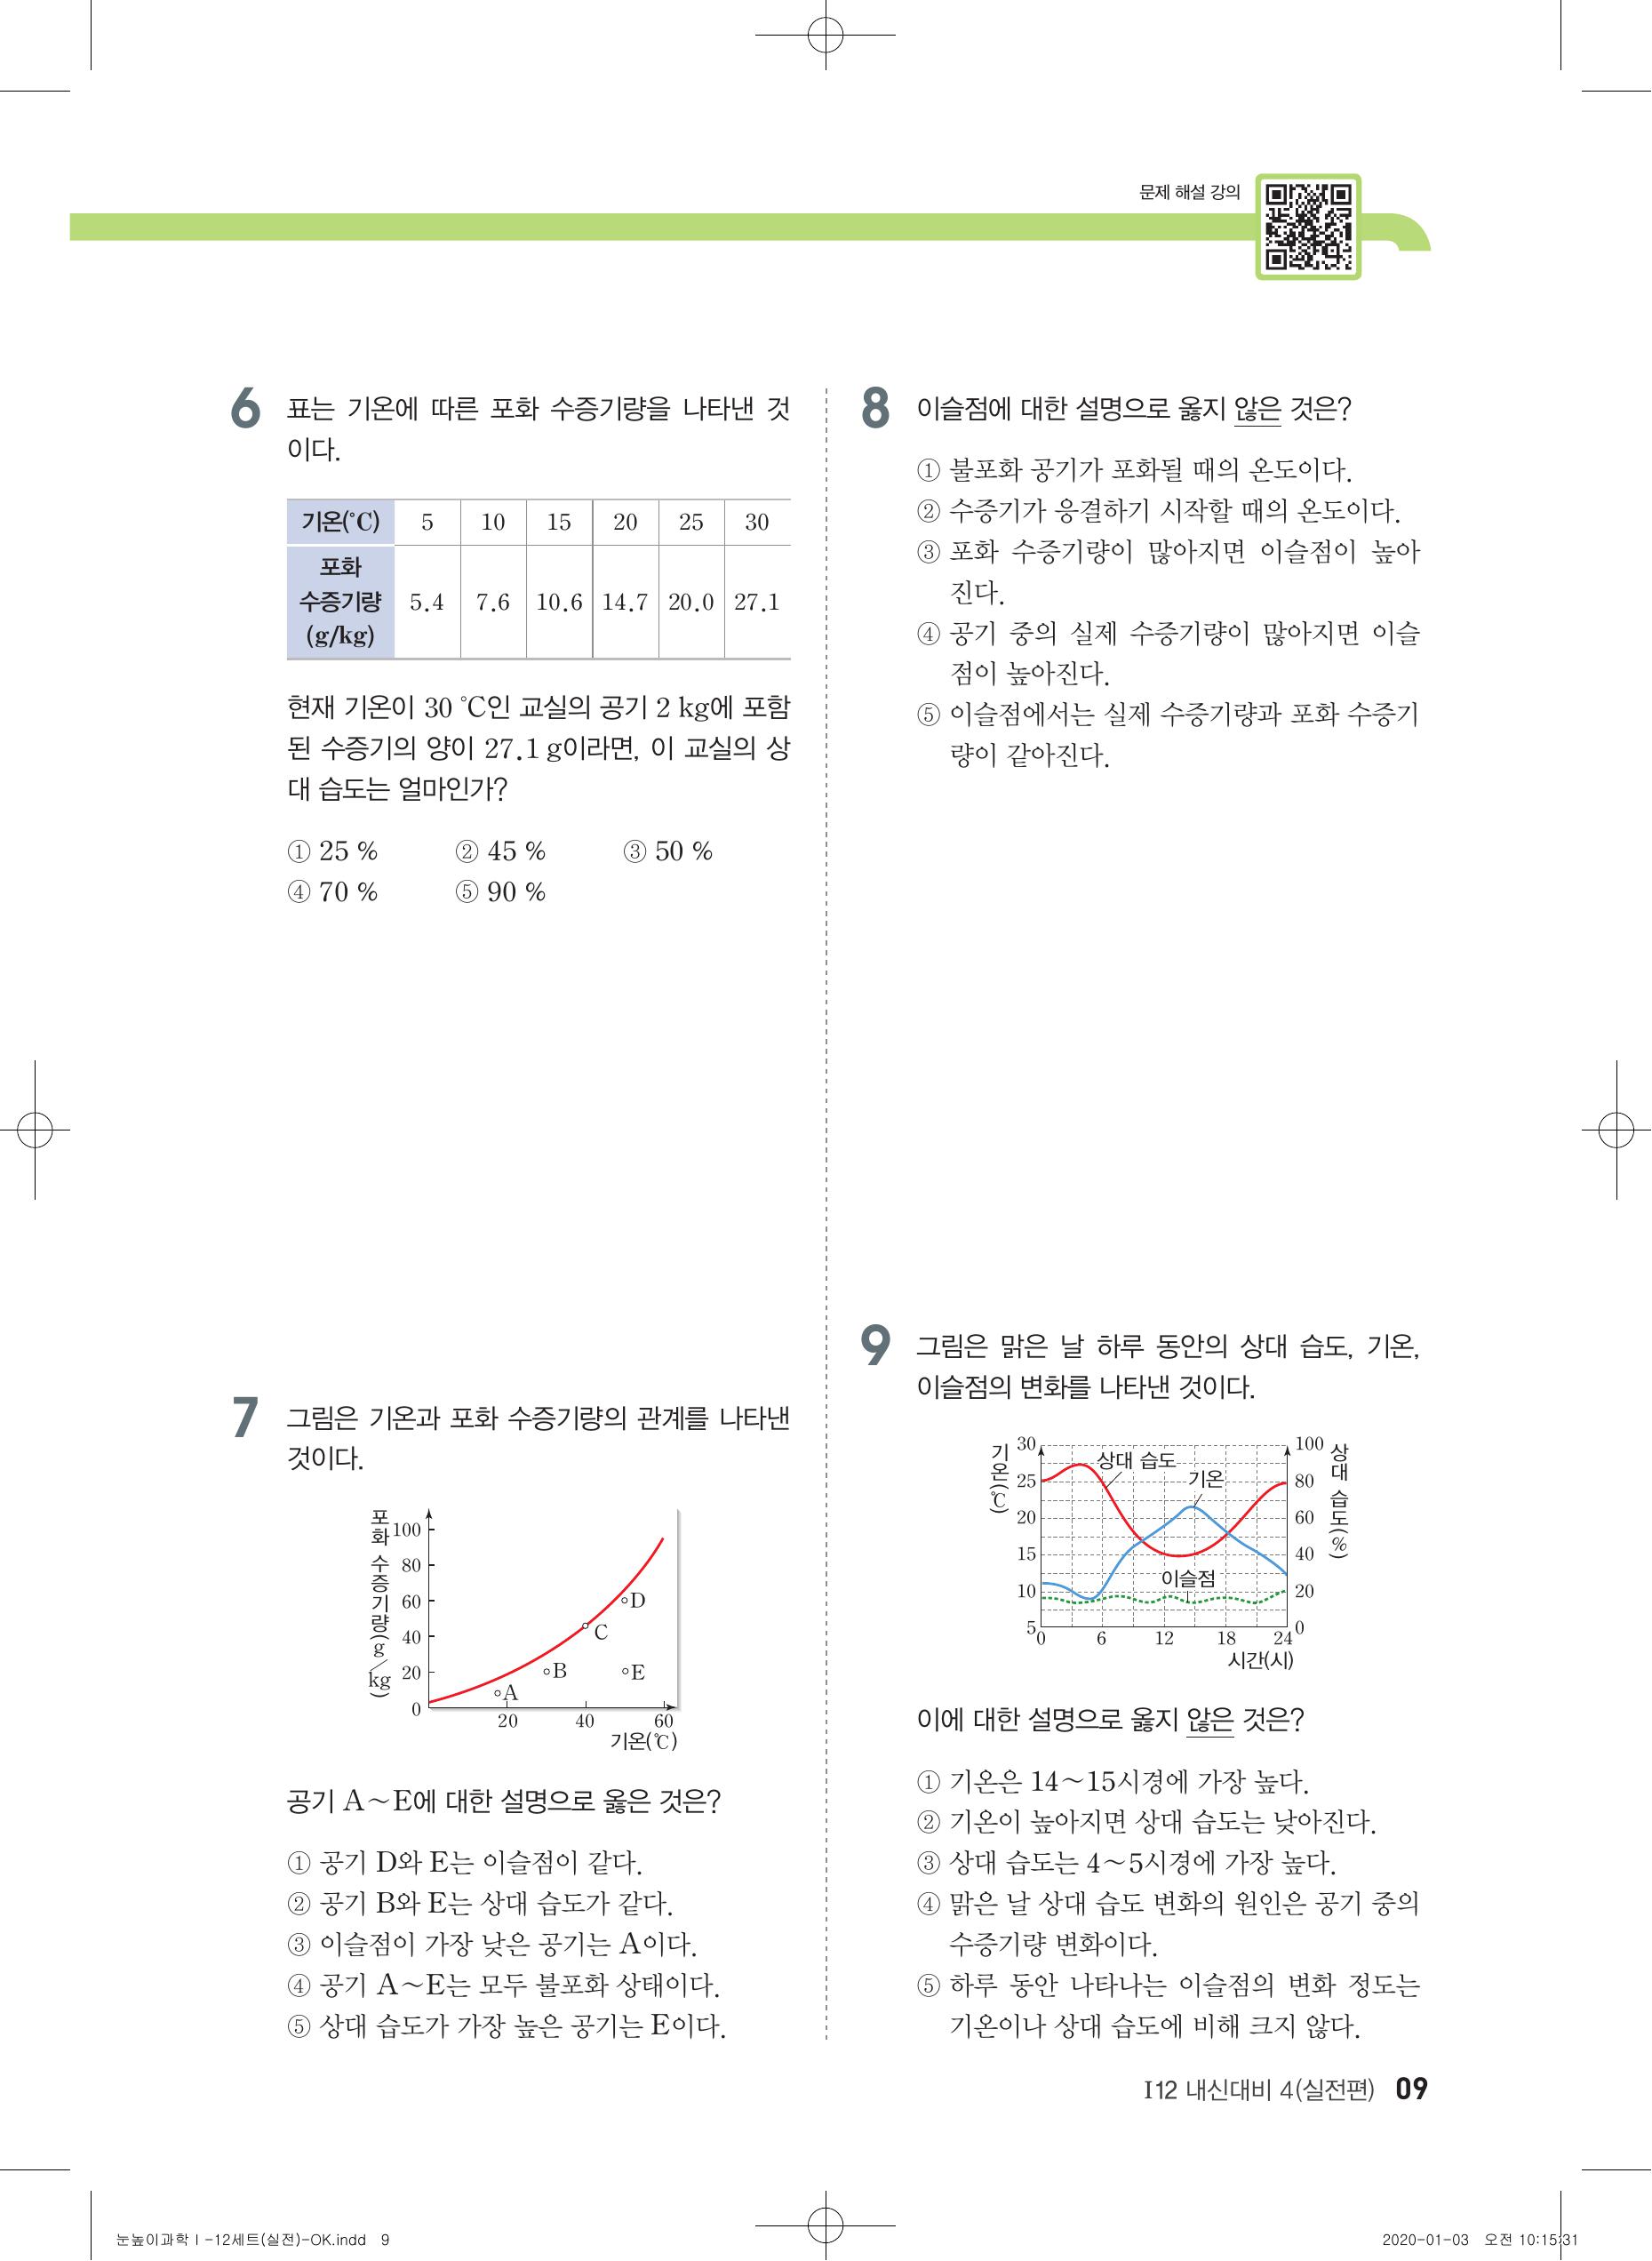 문제 해설 강의
6 표는 기온에 따른 포화 수증기량을 나타낸 것
이다.
기온(℃) 5 10 15 20 25 30
포화
수증기량 5.4 7.6 10.6 14.7 20.0 27.1
(g/kg)
현재 기온이 30 ℃인 교실의 공기 2 kg에 포함
된 수증기의 양이 27.1 g이라면, 이 교실의 상
대 습도는 얼마인가?
① 25 % ② 45 % ③ 50 %
④ 70 % ⑤ 90 %
7 그림은 기온과 포화 수증기량의 관계를 나타낸
것이다.
포화 수증기량(g/kg)
100
80
60
40
20
0
D
C
B
E
A
20 40 60
기온(℃)
공기 A～E에 대한 설명으로 옳은 것은?
① 공기 D와 E는 이슬점이 같다.
② 공기 B와 E는 상대 습도가 같다.
③ 이슬점이 가장 낮은 공기는 A이다.
④ 공기 A～E는 모두 불포화 상태이다.
⑤ 상대 습도가 가장 높은 공기는 E이다.
8 이슬점에 대한 설명으로 옳지 않은 것은?
① 불포화 공기가 포화될 때의 온도이다.
② 수증기가 응결하기 시작할 때의 온도이다.
③ 포화 수증기량이 많아지면 이슬점이 높아
진다.
④ 공기 중의 실제 수증기량이 많아지면 이슬
점이 높아진다.
⑤ 이슬점에서는 실제 수증기량과 포화 수증기
량이 같아진다.
9 그림은 맑은 날 하루 동안의 상대 습도, 기온,
이슬점의 변화를 나타낸 것이다.
기온(℃)
30
25
20
15
10
5
상대 습도
기온
이슬점
100
80
60
40
20
0
상대 습도(%)
0 6 12 18 24
시간(시)
이에 대한 설명으로 옳지 않은 것은?
① 기온은 14～15시경에 가장 높다.
② 기온이 높아지면 상대 습도는 낮아진다.
③ 상대 습도는 4～5시경에 가장 높다.
④ 맑은 날 상대 습도 변화의 원인은 공기 중의
수증기량 변화이다.
⑤ 하루 동안 나타나는 이슬점의 변화 정도는
기온이나 상대 습도에 비해 크지 않다.
I12 내신대비 4(실전편) 09
눈높이과학 I -12세트(실전)-OK.indd 9
2020-01-03 오전 10:15:31